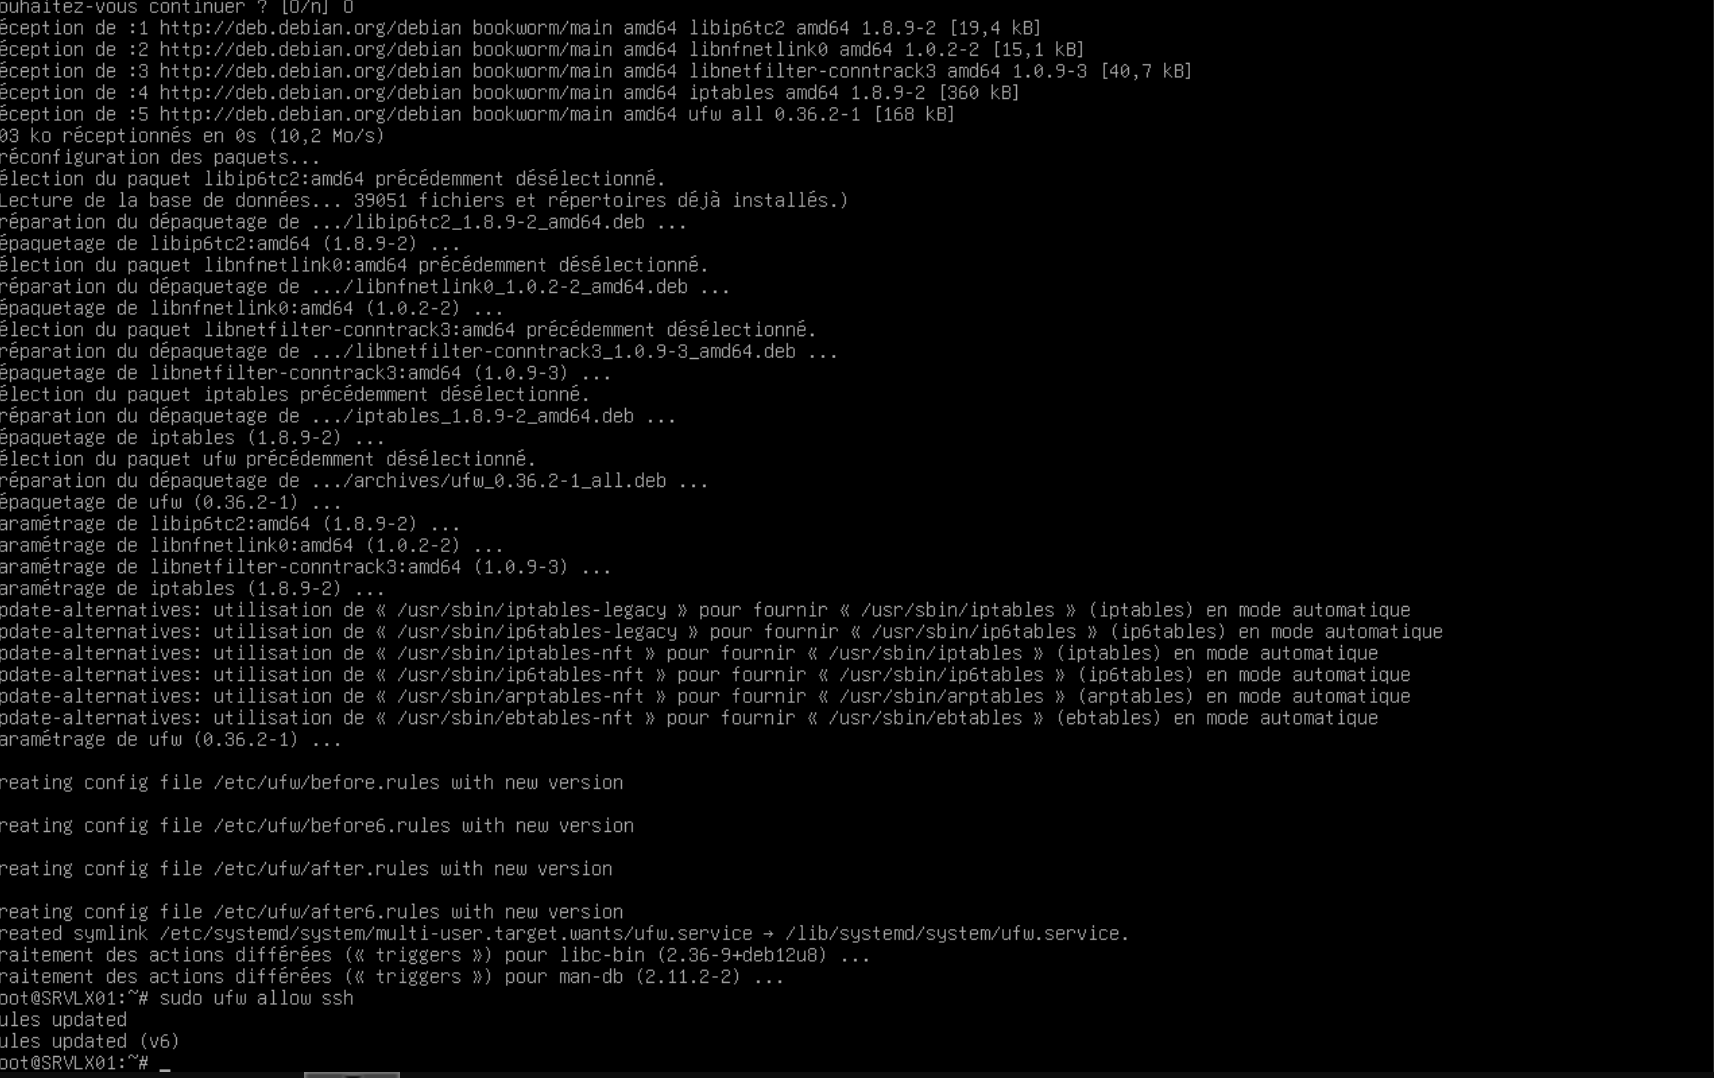 ouhaitez-vous continuer ? [O/n] O
éception de :1 http://deb.debian.org/debian bookworm/main amd64 libip6tc2 amd64 1.8.9-2 [19,4 kB]
éception de :2 http://deb.debian.org/debian bookworm/main amd64 libnfnetlink0 amd64 1.0.2-2 [15,1 kB]
éception de :3 http://deb.debian.org/debian bookworm/main amd64 libnetfilter-conntrack3 amd64 1.0.9-3 [40,7 kB]
éception de :4 http://deb.debian.org/debian bookworm/main amd64 iptables amd64 1.8.9-2 [360 kB]
éception de :5 http://deb.debian.org/debian bookworm/main amd64 ufw all 0.36.2-1 [168 kB]
03 ko réceptionnés en 0s (10,2 Mo/s)
réconfiguration des paquets...
élection du paquet libip6tc2:amd64 précédemment désélectionné.
Lecture de la base de données... 39051 fichiers et répertoires déjà installés.)
réparation du dépaquetage de .../libip6tc2_1.8.9-2_amd64.deb ...
épaquetage de libip6tc2:amd64 (1.8.9-2) ...
élection du paquet libnfnetlink0:amd64 précédemment désélectionné.
réparation du dépaquetage de .../libnfnetlink0_1.0.2-2_amd64.deb ...
épaquetage de libnfnetlink0:amd64 (1.0.2-2) ...
élection du paquet libnetfilter-conntrack3:amd64 précédemment désélectionné.
réparation du dépaquetage de .../libnetfilter-conntrack3_1.0.9-3_amd64.deb ...
épaquetage de libnetfilter-conntrack3:amd64 (1.0.9-3) ...
élection du paquet iptables précédemment désélectionné.
réparation du dépaquetage de .../iptables_1.8.9-2_amd64.deb ...
épaquetage de iptables (1.8.9-2) ...
élection du paquet ufw précédemment désélectionné.
réparation du dépaquetage de .../archives/ufw_0.36.2-1_all.deb ...
épaquetage de ufw (0.36.2-1) ...
aramétrage de libip6tc2:amd64 (1.8.9-2) ...
aramétrage de libnfnetlink0:amd64 (1.0.2-2) ...
aramétrage de libnetfilter-conntrack3:amd64 (1.0.9-3) ...
aramétrage de iptables (1.8.9-2) ...
pdate-alternatives: utilisation de « /usr/sbin/iptables-legacy » pour fournir « /usr/sbin/iptables » (iptables) en mode automatique
pdate-alternatives: utilisation de « /usr/sbin/ip6tables-legacy » pour fournir « /usr/sbin/ip6tables » (ip6tables) en mode automatique
pdate-alternatives: utilisation de « /usr/sbin/iptables-nft » pour fournir « /usr/sbin/iptables » (iptables) en mode automatique
pdate-alternatives: utilisation de « /usr/sbin/ip6tables-nft » pour fournir « /usr/sbin/ip6tables » (ip6tables) en mode automatique
pdate-alternatives: utilisation de « /usr/sbin/arptables-nft » pour fournir « /usr/sbin/arptables » (arptables) en mode automatique
pdate-alternatives: utilisation de « /usr/sbin/ebtables-nft » pour fournir « /usr/sbin/ebtables » (ebtables) en mode automatique
aramétrage de ufw (0.36.2-1) ...
reating config file /etc/ufw/before.rules with new version
reating config file /etc/ufw/before6.rules with new version
reating config file /etc/ufw/after.rules with new version
reating config file /etc/ufw/after6.rules with new version
reated symlink /etc/systemd/system/multi-user.target.wants/ufw.service → /lib/systemd/system/ufw.service.
raitement des actions différées (« triggers ») pour libc-bin (2.36-9+deb12u8) ...
raitement des actions différées (« triggers ») pour man-db (2.11.2-2) ...
oot@SRVLX01:~# sudo ufw allow ssh
ules updated
ules updated (v6)
oot@SRVLX01:~# _